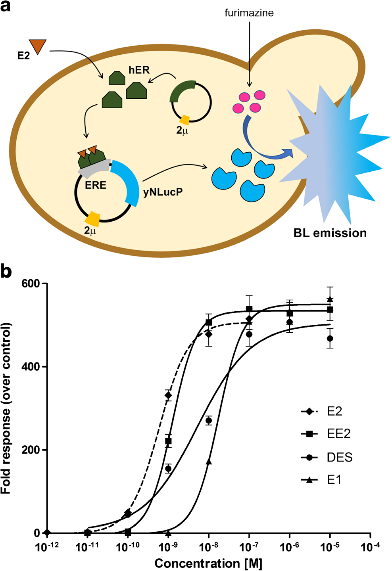 a
E2
furimazine
hER
2μ
ERE
yNLucP
2μ
BL emission
b
Fold response (over control)
600
400
200
0
E2
EE2
DES
E1
10-12
10-11
10-10
10-9
10-8
10-7
10-6
10-5
10-4
Concentration [M]